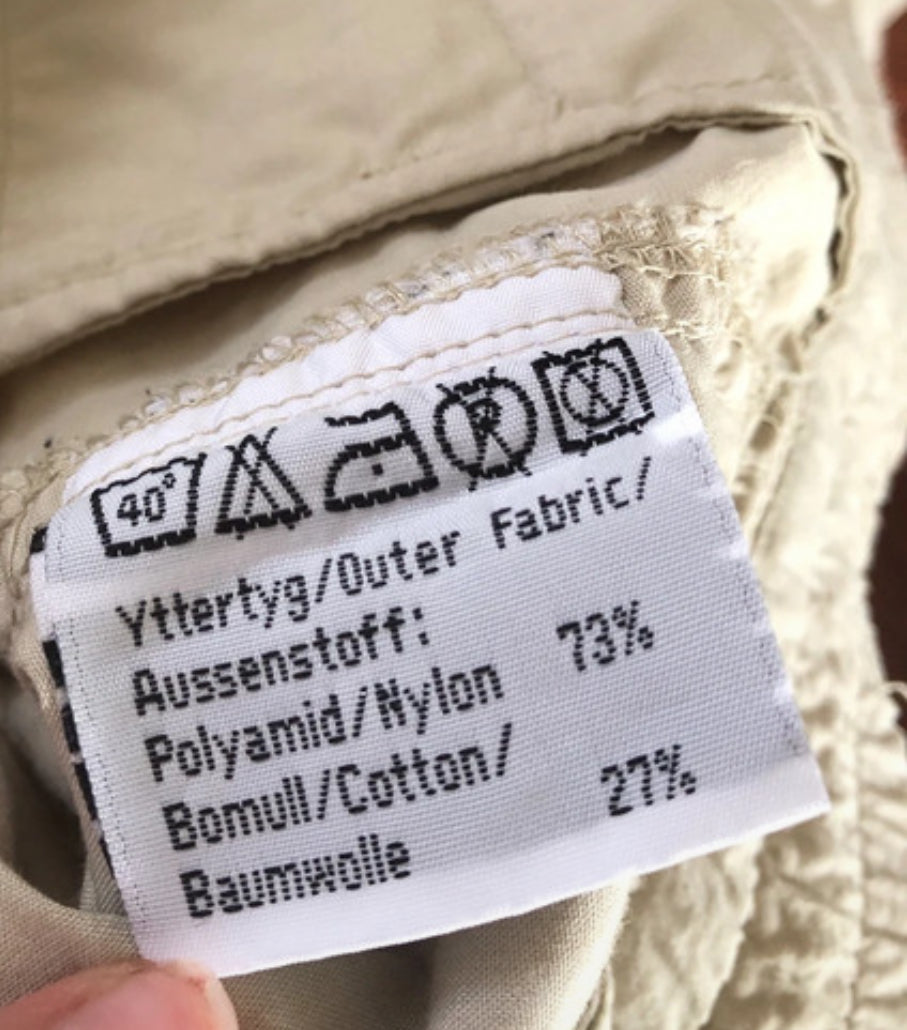 40°
Yttertyg/Outer Fabric/
Aussenstoff:
Polyamid/Nylon 73%
Bomull/Cotton/
Baumwolle 27%